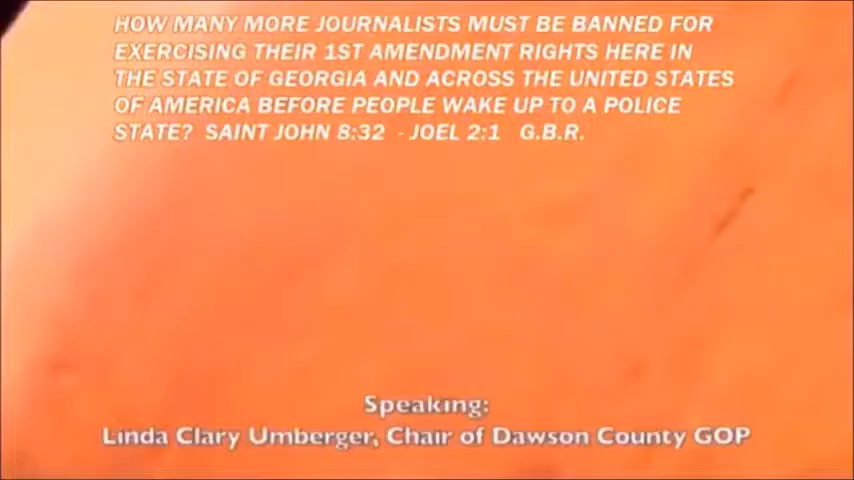 HOW MANY MORE JOURNALISTS MUST BE BANNED FOR
EXERCISING THEIR 1ST AMENDMENT RIGHTS HERE IN
THE STATE OF GEORGIA AND ACROSS THE UNITED STATES
OF AMERICA BEFORE PEOPLE WAKE UP TO A POLICE
STATE? SAINT JOHN 8:32 - JOEL 2:1 G.B.R.
Speaking:
Linda Clary Umberger, Chair of Dawson County GOP